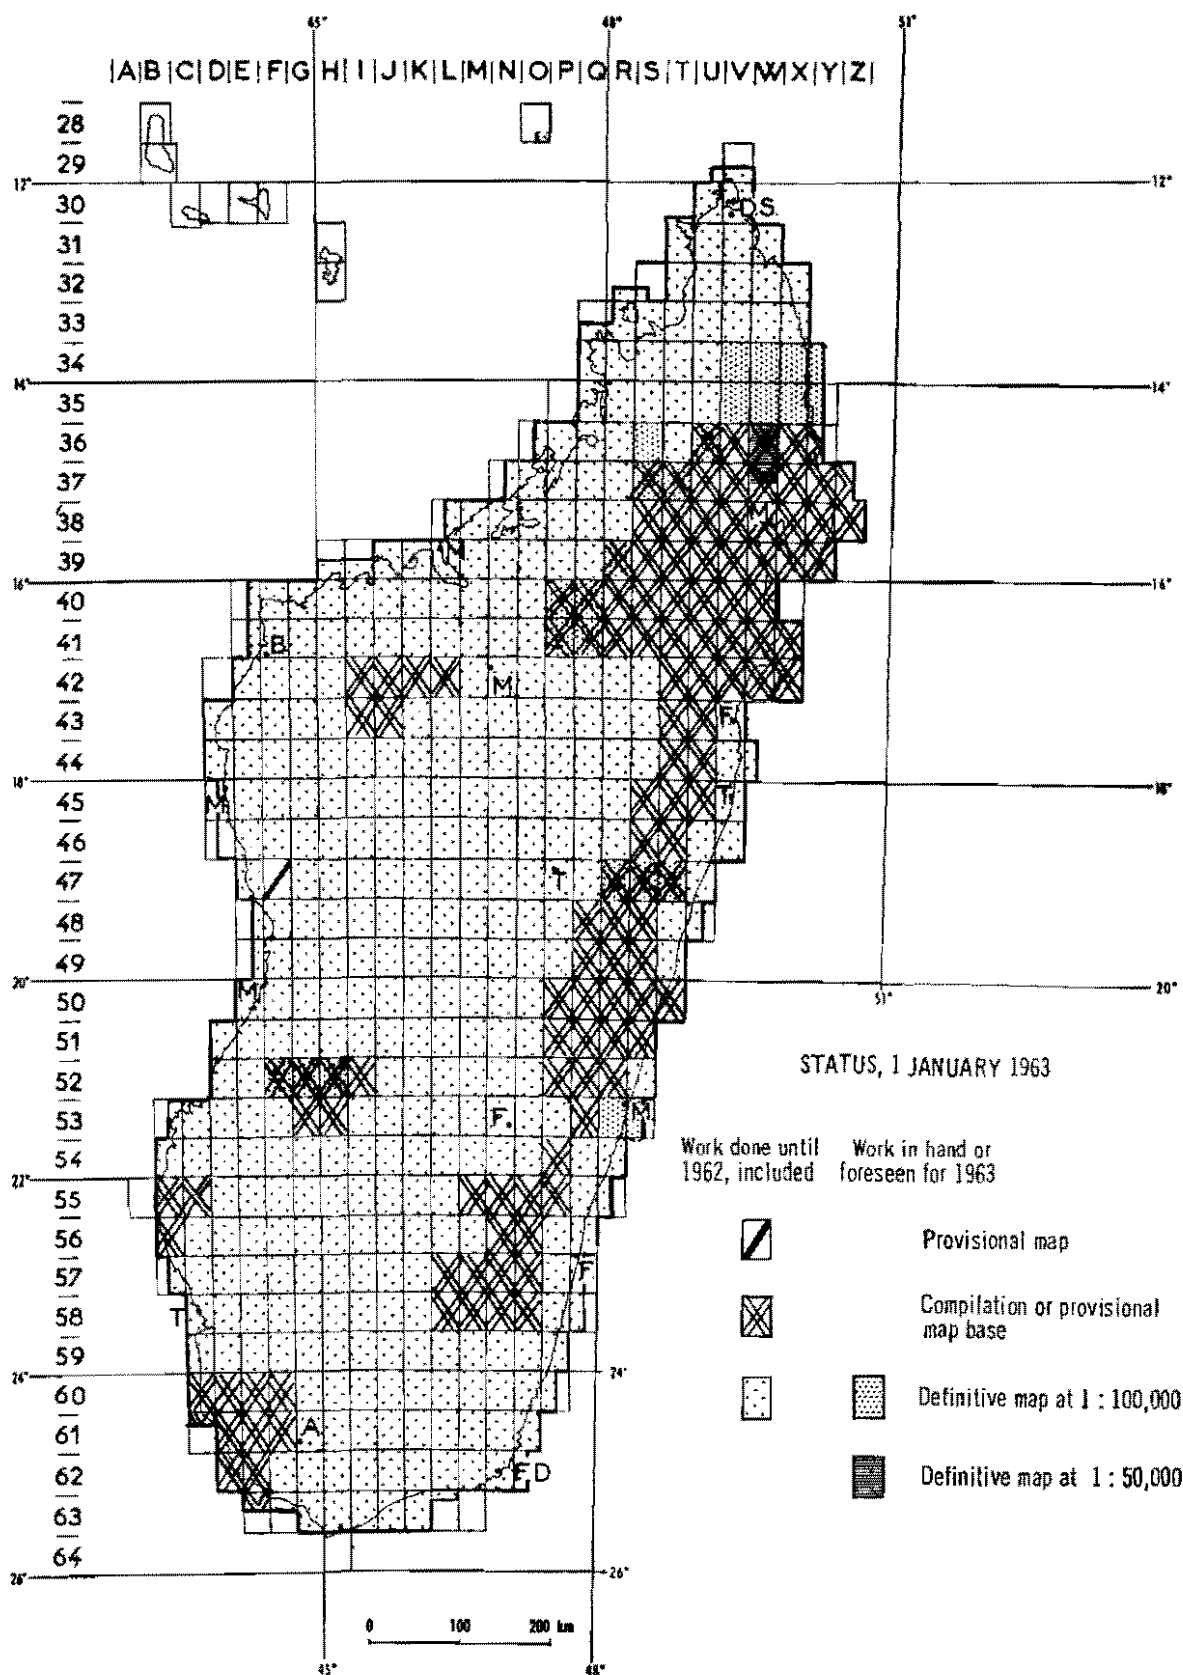 45° 48° 51°
|A|B|C|D|E|F|G|H|I|J|K|L|M|N|O|P|Q|R|S|T|U|V|W|X|Y|Z|
28
29
12° 12°
30
D.S.
31
32
33
34
14° 14°
35
36
37
38
M
39
16° 16°
40
41
B
42
M
43
F.
44
18° 18°
45
M T.
46
47
T
48
49
20° 51° 20°
50
M
51
52
STATUS, 1 JANUARY 1963
53
F. M
54
Work done until Work in hand or
1962, included foreseen for 1963
22°
55
56
Provisional map
57
F
58
T
Compilation or provisional
map base
59
24° 24°
60
Definitive map at 1 : 100,000
61
A
62
F D
Definitive map at 1 : 50,000
63
64
26° 26°
0 100 200 km
45° 48°